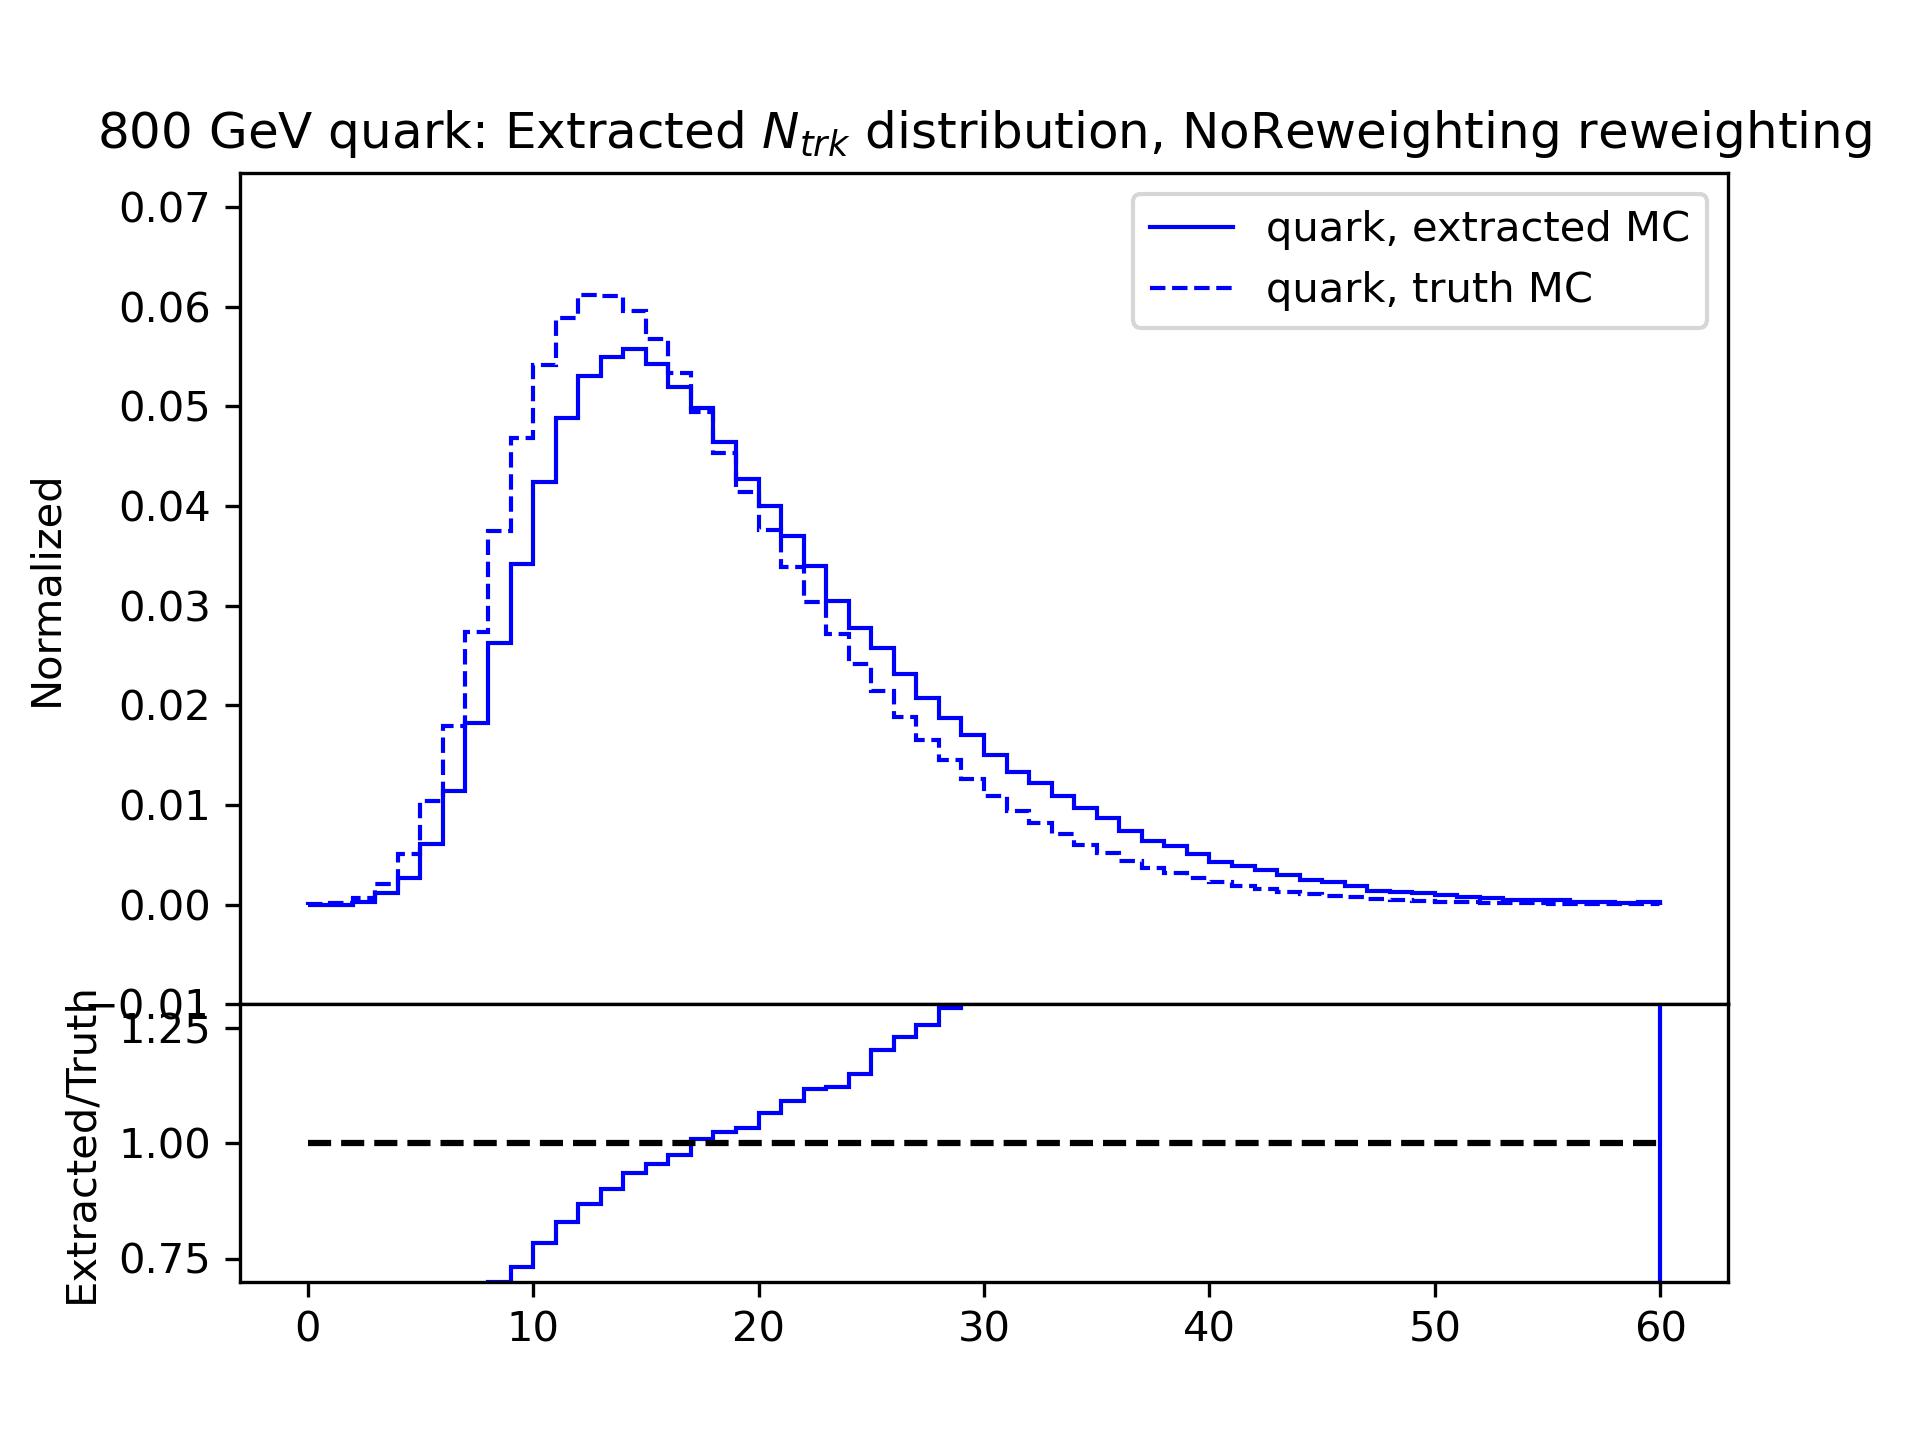 800 GeV quark: Extracted N_trk distribution, NoReweighting reweighting
quark, extracted MC
quark, truth MC
Normalized
0.07
0.06
0.05
0.04
0.03
0.02
0.01
0.00
−0.01
Extracted/Truth
1.25
1.00
0.75
0 10 20 30 40 50 60